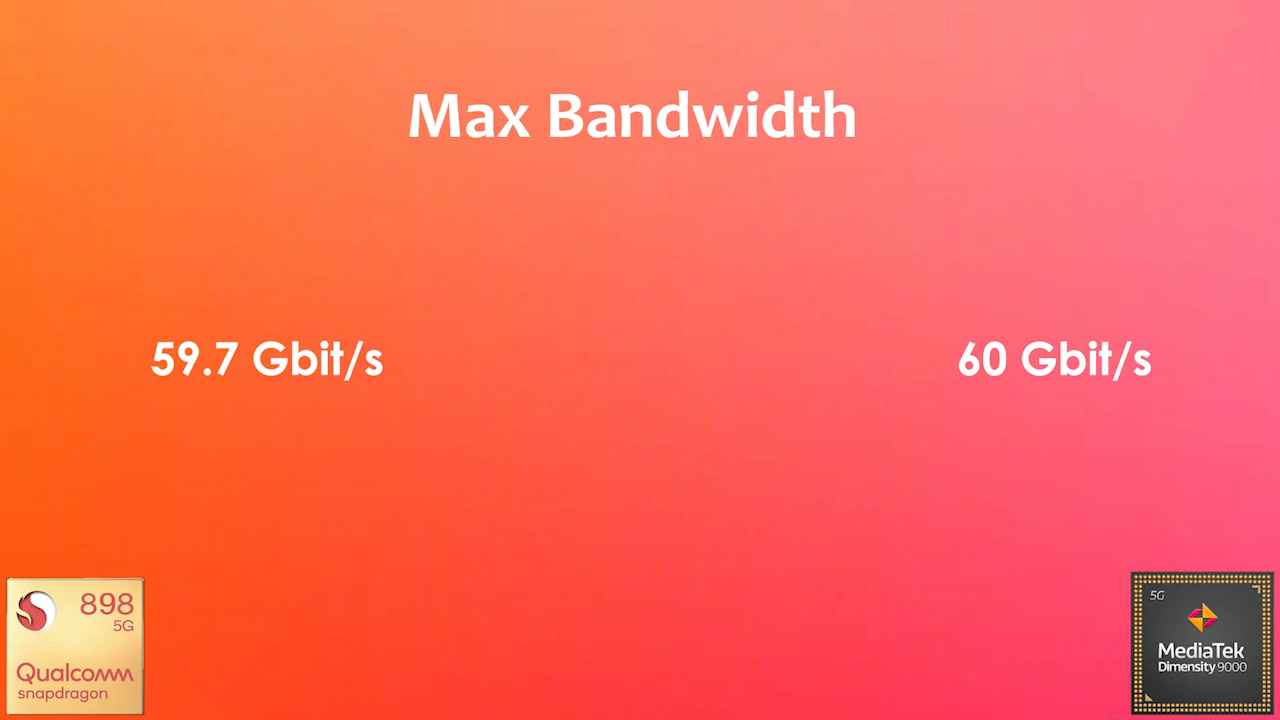 Max Bandwidth
59.7 Gbit/s
60 Gbit/s
898
5G
Qualcomm
snapdragon
5G
MediaTek
Dimensity 9000